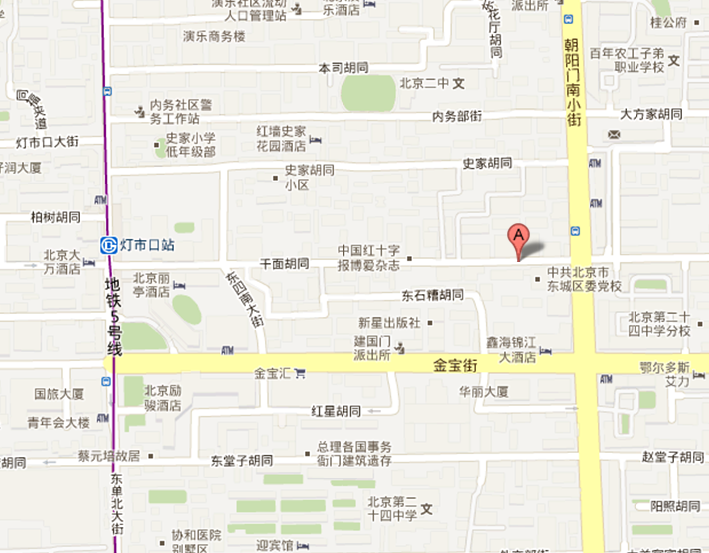 演乐社区流动
人口管理站
乐酒店
派出所
桂公府
演乐商务楼
花厅胡同
朝阳门南小街
百年农工子弟
职业学校
本司胡同
北京二中
内务社区警
务工作站
内务部街
大方家胡同
灯市口大街
史家小学
低年级部
红墙史家
花园酒店
史家胡同
ATM
史家胡同
小区
ATM
ATM
柏树胡同
A
灯市口站
北京大
万酒店
干面胡同
中国红十字
报博爱杂志
中共北京市
东城区委党校
北京丽
亭酒店
东四南大街
地铁5号线
东石糟胡同
新星出版社
北京第二十
四中学分校
建国门
派出所
鑫海锦江
大酒店
ATM
金宝汇
金宝街
鄂尔多斯
艾力
ATM
国旅大厦
北京励
骏酒店
华丽大厦
青年会大楼
ATM
红星胡同
蔡元培故居
东堂子胡同
总理各国事务
衙门建筑遗存
赵堂子胡同
胡同
东单北大街
北京第二
十四中学
阳照胡同
协和医院
别墅区
迎宾馆